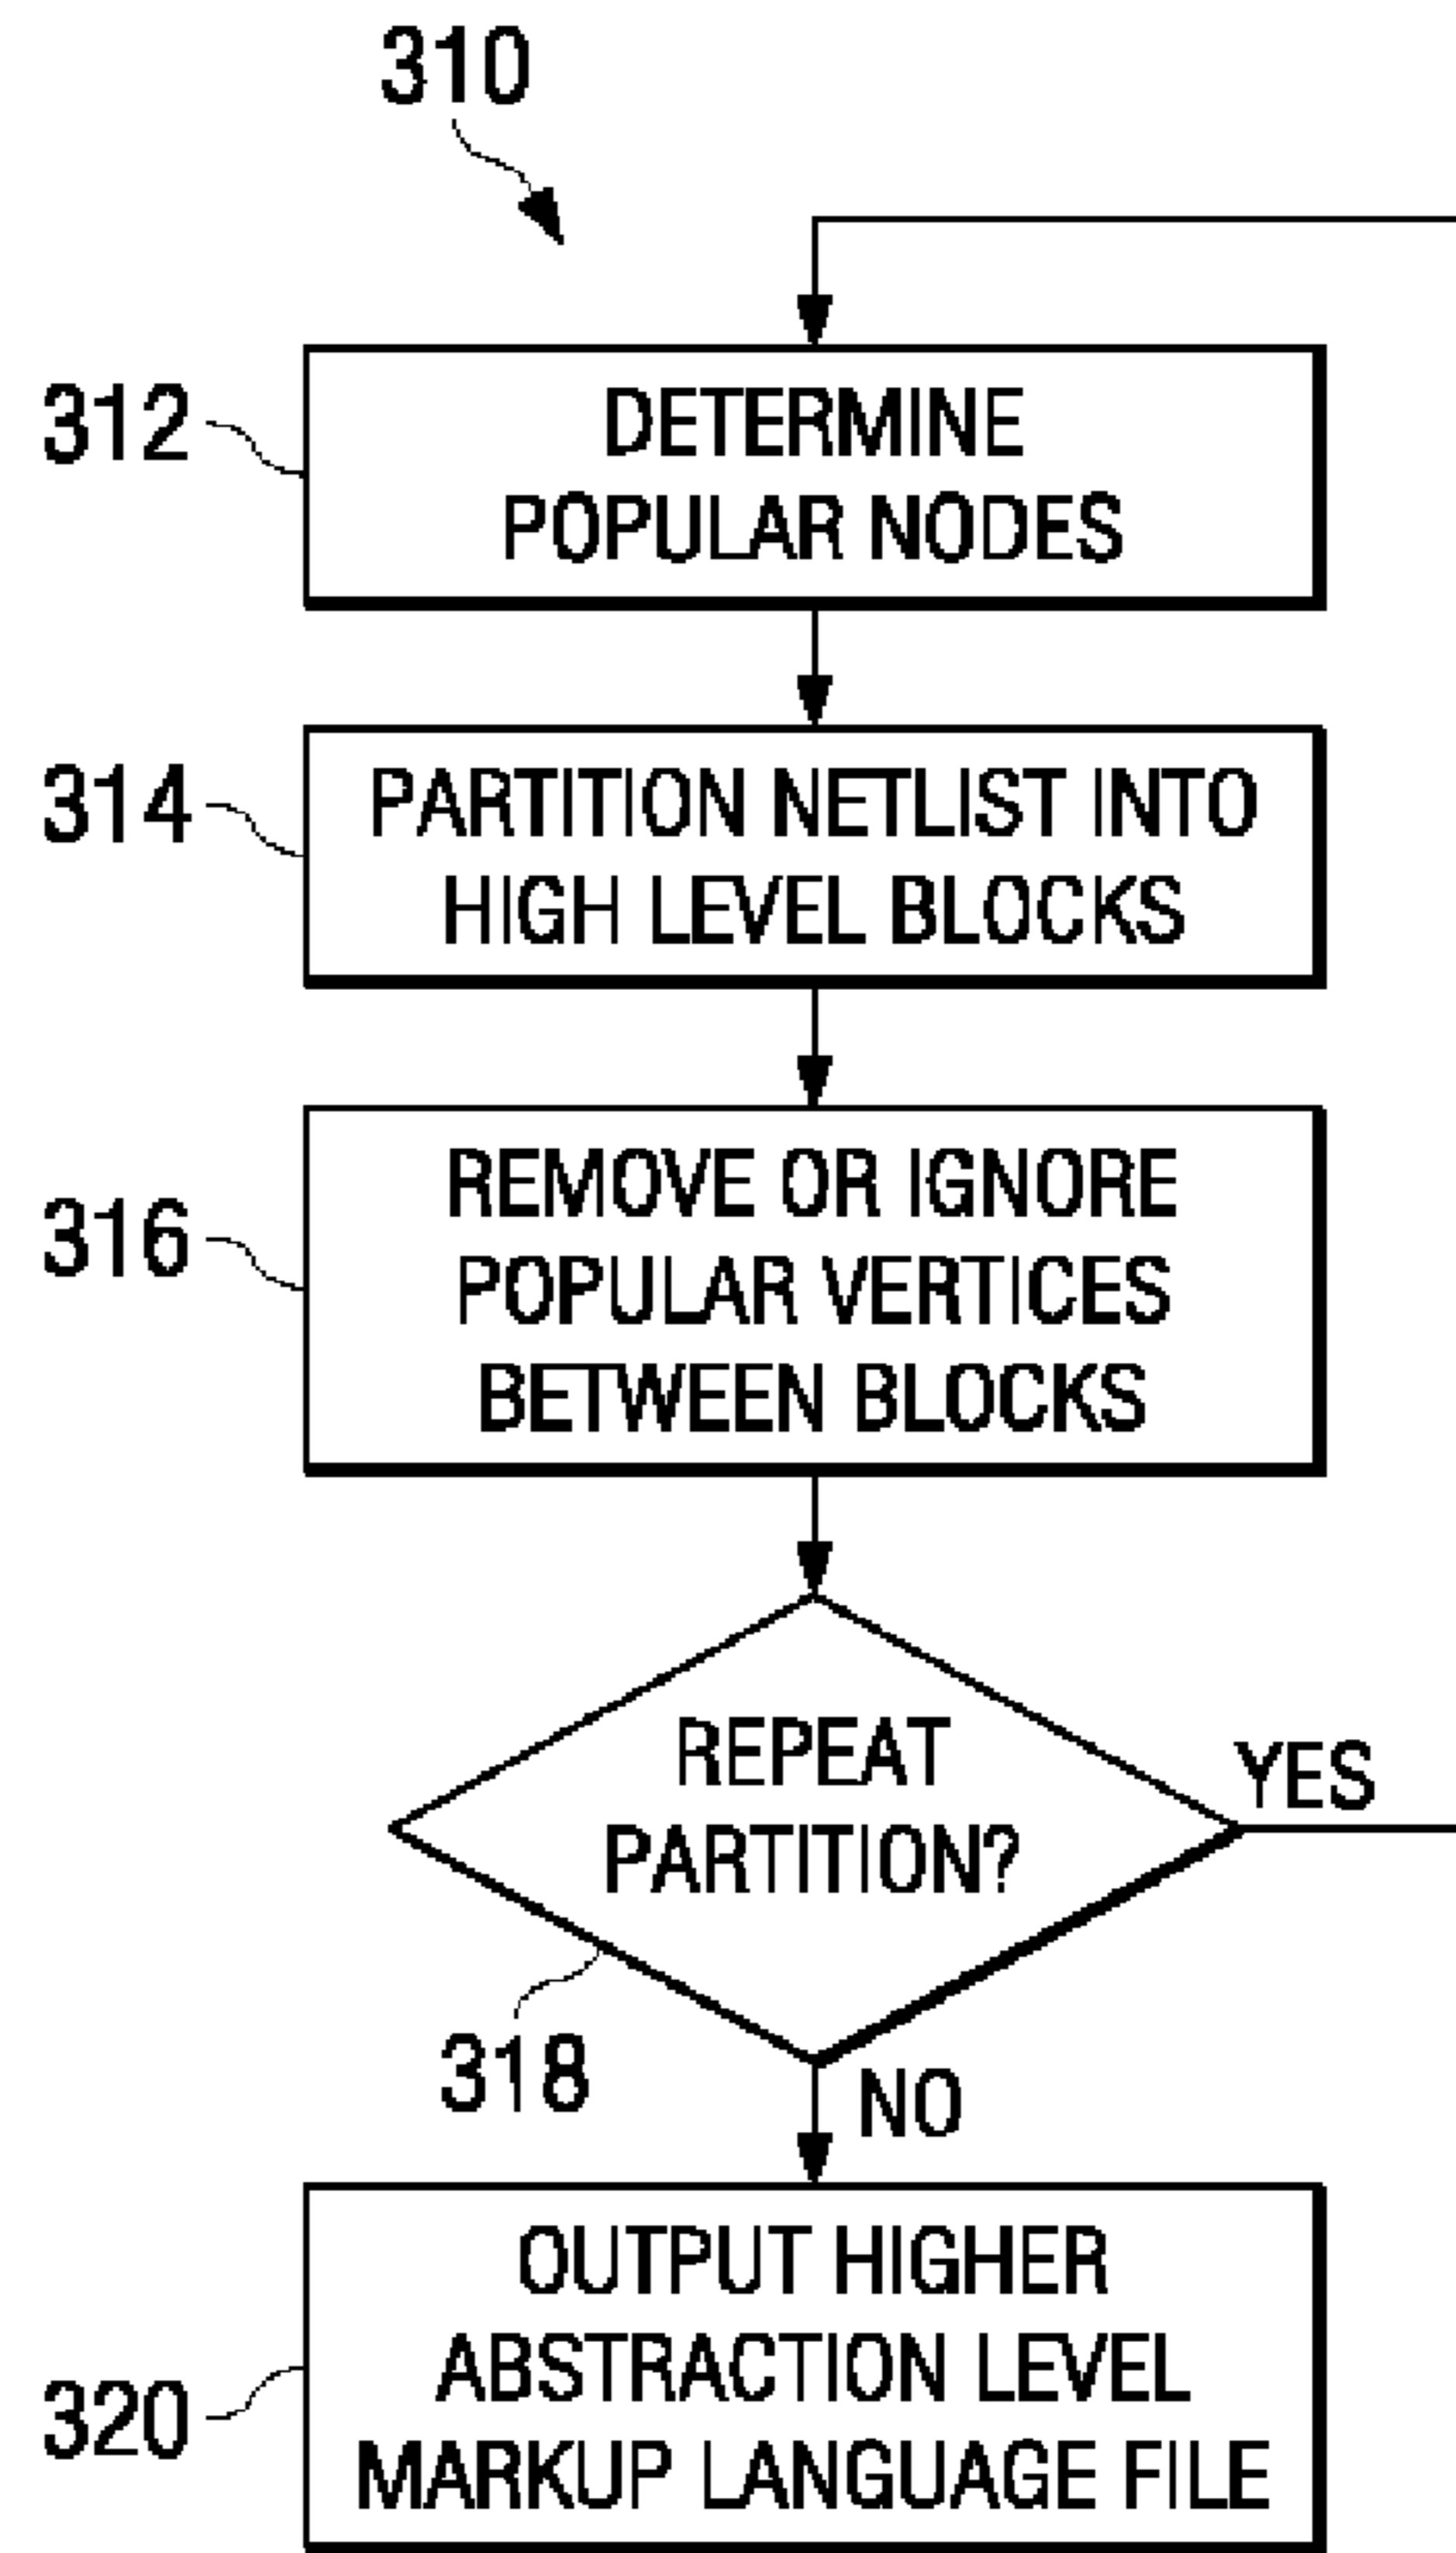 310
312
DETERMINE
POPULAR NODES
314
PARTITION NETLIST INTO
HIGH LEVEL BLOCKS
316
REMOVE OR IGNORE
POPULAR VERTICES
BETWEEN BLOCKS
REPEAT
PARTITION?
YES
318
NO
320
OUTPUT HIGHER
ABSTRACTION LEVEL
MARKUP LANGUAGE FILE